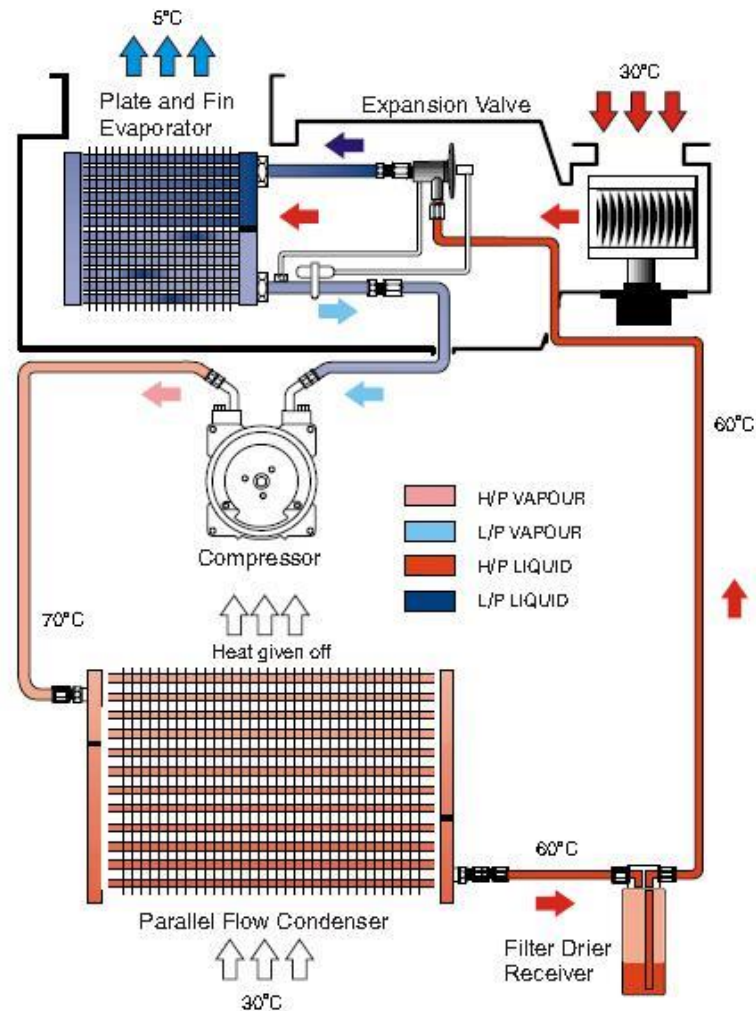 5°C
30°C
Plate and Fin
Evaporator
Expansion Valve
60°C
H/P VAPOUR
L/P VAPOUR
H/P LIQUID
L/P LIQUID
Compressor
70°C
Heat given off
60°C
Parallel Flow Condenser
Filter Drier
Receiver
30°C